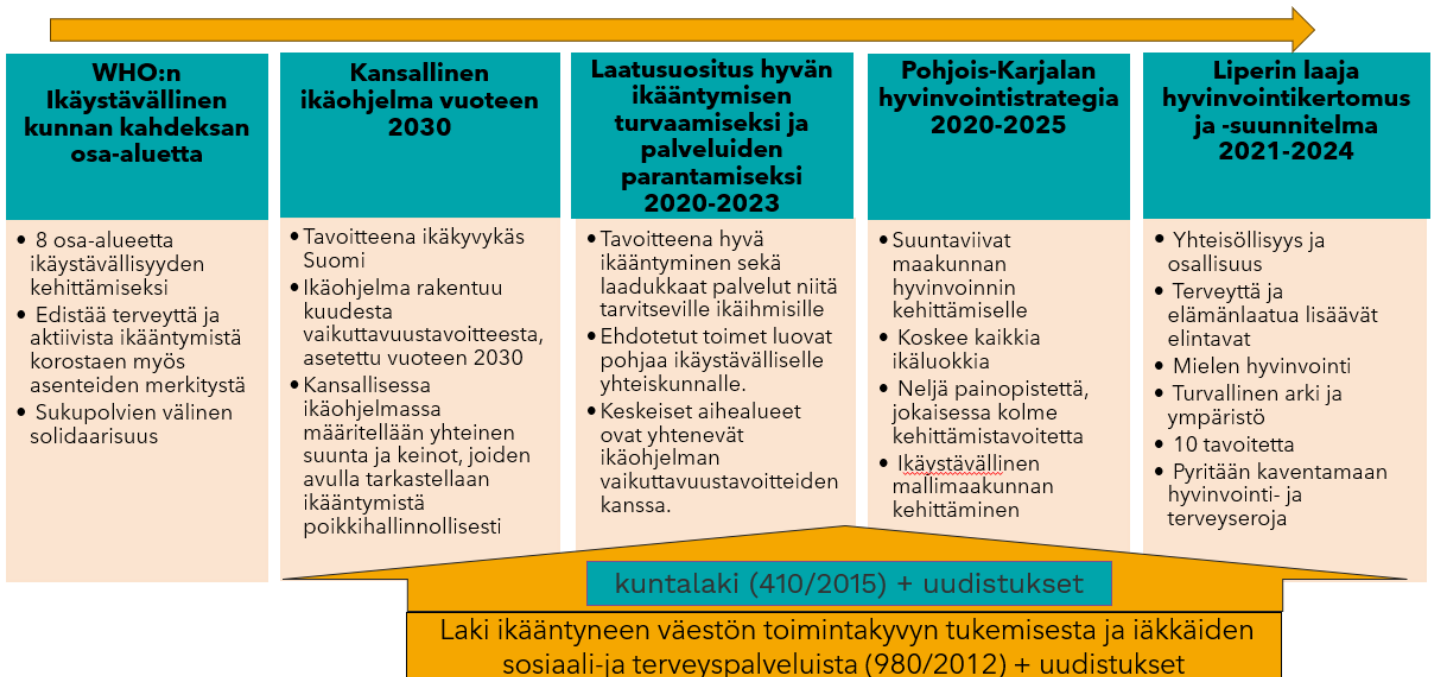 WHO:n
Ikäystävällinen
kunnan kahdeksan
osa-aluetta
• 8 osa-alueetta
ikäystävällisyyden
kehittämiseksi
• Edistää terveyttä ja
aktiivista ikääntymistä
korostaen myös
asenteiden merkitystä
• Sukupolvien välinen
solidaarisuus
Kansallinen
ikäohjelma vuoteen
2030
• Tavoitteena ikäkyvykäs
Suomi
• Ikäohjelma rakentuu
kuudesta
vaikuttavuustavoitteesta,
asetettu vuoteen 2030
• Kansallisessa
ikäohjelmassa
määritellään yhteinen
suunta ja keinot, joiden
avulla tarkastellaan
ikääntymistä
poikkihallinnollisesti
Laatusuositus hyvän
ikääntymisen
turvaamiseksi ja
palveluiden
parantamiseksi
2020-2023
• Tavoitteena hyvä
ikääntyminen sekä
laadukkaat palvelut niitä
tarvitseville ikäihmisille
• Ehdotetut toimet luovat
pohjaa ikäystävälliselle
yhteiskunnalle.
• Keskeiset aihealueet
ovat yhtenevät
ikäohjelman
vaikuttavuustavoitteiden
kanssa.
Pohjois-Karjalan
hyvinvointistrategia
2020-2025
• Suuntaviivat
maakunnan
hyvinvoinnin
kehittämiselle
• Koskee kaikkia
ikäluokkia
• Neljä painopistettä,
jokaisessa kolme
kehittämistavoitetta
• Ikäystävällinen
mallimaakunnan
kehittäminen
Liperin laaja
hyvinvointikertomus
ja -suunnitelma
2021-2024
• Yhteisöllisyys ja
osallisuus
• Terveyttä ja
elämänlaatua lisäävät
elintavat
• Mielen hyvinvointi
• Turvallinen arki ja
ympäristö
• 10 tavoitetta
• Pyritään kaventamaan
hyvinvointi- ja
terveyseroja
kuntalaki (410/2015) + uudistukset
Laki ikääntyneen väestön toimintakyvyn tukemisesta ja iäkkäiden
sosiaali-ja terveyspalveluista (980/2012) + uudistukset